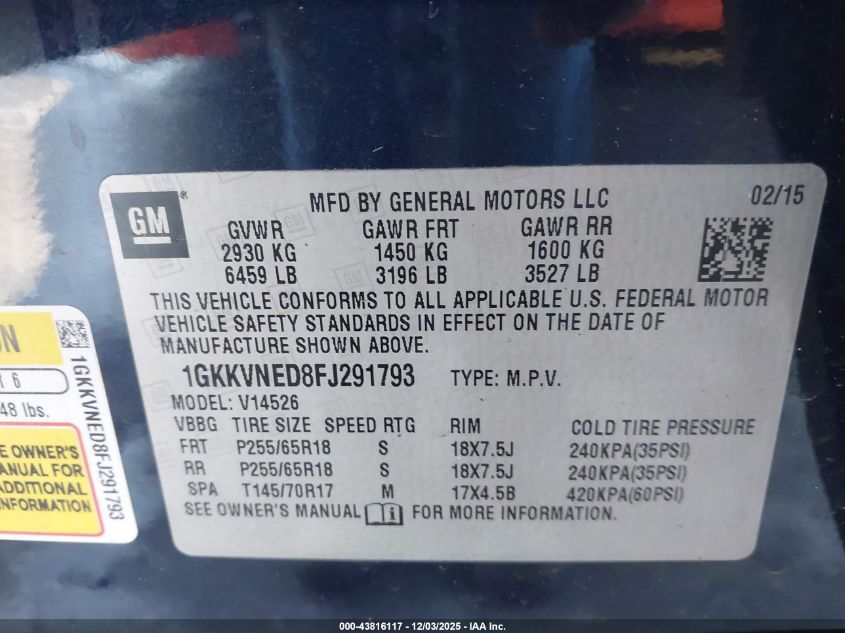 GM
MFD BY GENERAL MOTORS LLC 02/15
GVWR GAWR FRT GAWR RR
2930 KG 1450 KG 1600 KG
6459 LB 3196 LB 3527 LB
THIS VEHICLE CONFORMS TO ALL APPLICABLE U.S. FEDERAL MOTOR
VEHICLE SAFETY STANDARDS IN EFFECT ON THE DATE OF
MANUFACTURE SHOWN ABOVE.
1GKKVNED8FJ291793 TYPE: M.P.V.
MODEL: V14526
VBBG TIRE SIZE SPEED RTG RIM COLD TIRE PRESSURE
FRT P255/65R18 S 18X7.5J 240KPA(35PSI)
RR P255/65R18 S 18X7.5J 240KPA(35PSI)
SPA T145/70R17 M 17X4.5B 420KPA(60PSI)
SEE OWNER'S MANUAL FOR MORE INFORMATION.
6
48 lbs.
OWNER'S
MANUAL FOR
ADDITIONAL
INFORMATION
1GKKVNED8FJ291793
000-43816117 - 12/03/2025 - IAA Inc.